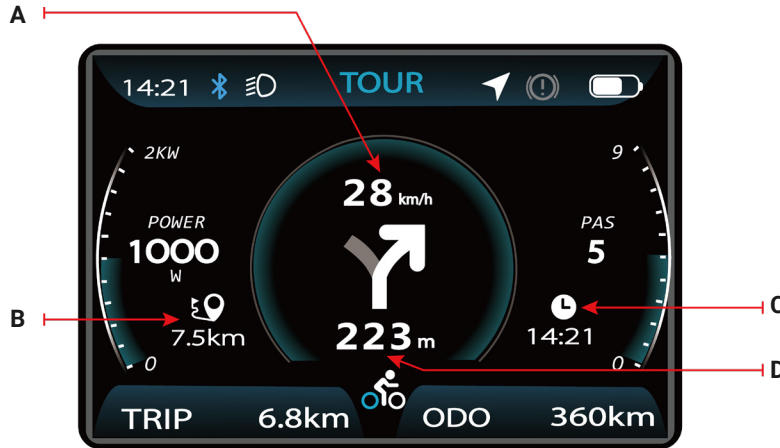 A
14:21 TOUR
2KW
9
28 km/h
POWER
1000
W
PAS
5
B
C
7.5km
223 m
14:21
D
0
0
TRIP 6.8km ODO 360km